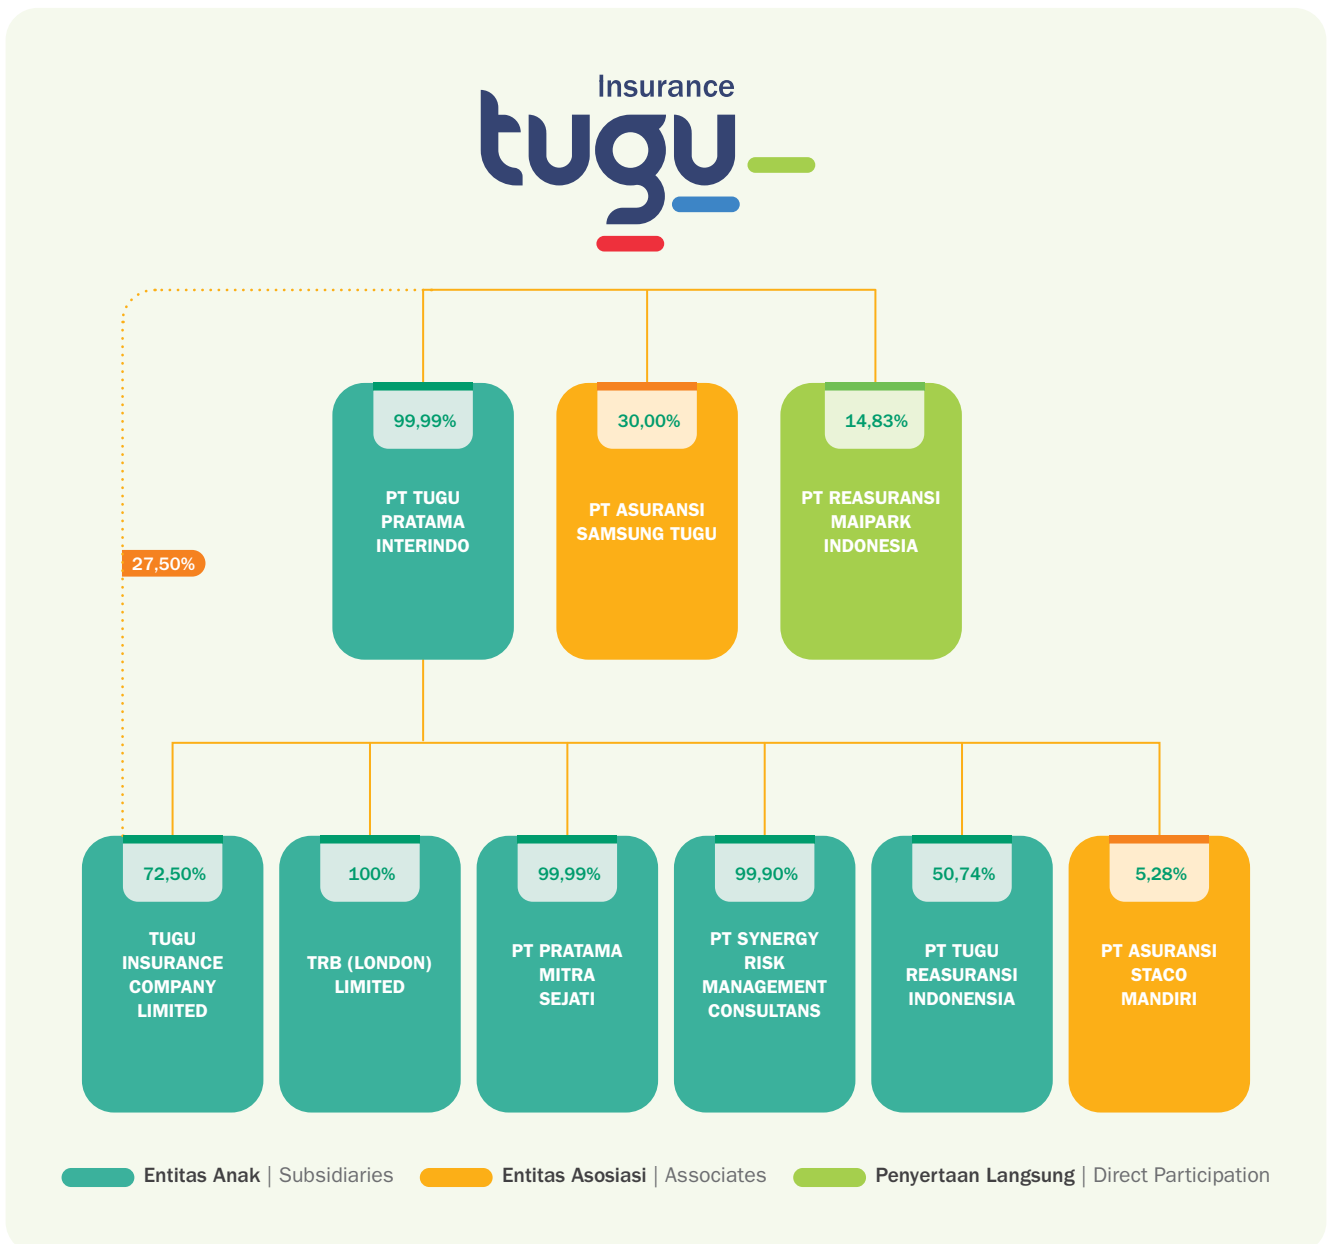 Insurance
tugu
99,99%
PT TUGU
PRATAMA
INTERINDO
30,00%
PT ASURANSI
SAMSUNG TUGU
14,83%
PT REASURANSI
MAIPARK
INDONESIA
27,50%
72,50%
TUGU
INSURANCE
COMPANY
LIMITED
100%
TRB (LONDON)
LIMITED
99,99%
PT PRATAMA
MITRA
SEJATI
99,90%
PT SYNERGY
RISK
MANAGEMENT
CONSULTANS
50,74%
PT TUGU
REASURANSI
INDONENSIA
5,28%
PT ASURANSI
STACO
MANDIRI
Entitas Anak | Subsidiaries
Entitas Asosiasi | Associates
Penyertaan Langsung | Direct Participation